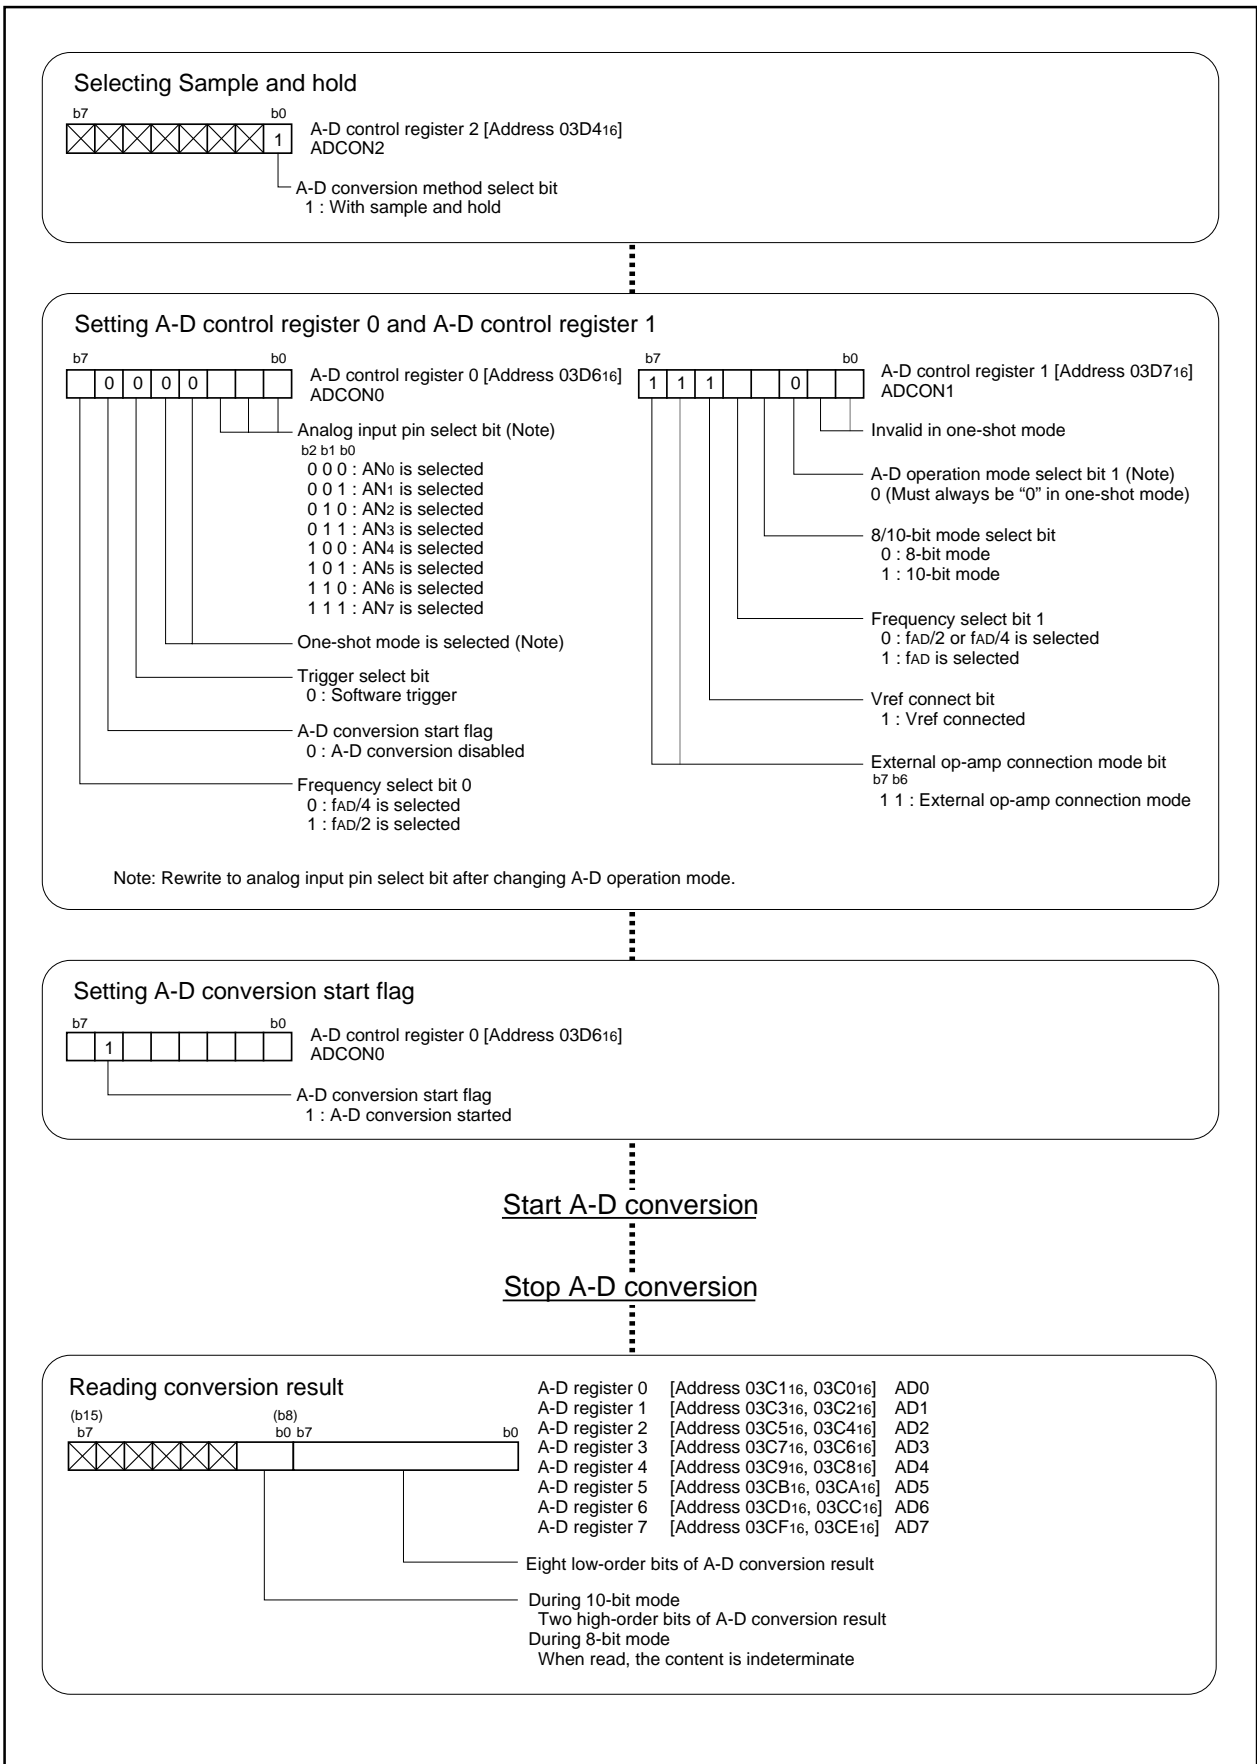 Selecting Sample and hold
b7 b0
1
A-D control register 2 [Address 03D416]
ADCON2
A-D conversion method select bit
1 : With sample and hold
Setting A-D control register 0 and A-D control register 1
b7 b0
0 0 0 0
A-D control register 0 [Address 03D616]
ADCON0
Analog input pin select bit (Note)
b2 b1 b0
0 0 0 : AN0 is selected
0 0 1 : AN1 is selected
0 1 0 : AN2 is selected
0 1 1 : AN3 is selected
1 0 0 : AN4 is selected
1 0 1 : AN5 is selected
1 1 0 : AN6 is selected
1 1 1 : AN7 is selected
One-shot mode is selected (Note)
Trigger select bit
0 : Software trigger
A-D conversion start flag
0 : A-D conversion disabled
Frequency select bit 0
0 : fAD/4 is selected
1 : fAD/2 is selected
b7 b0
1 1 1 0
A-D control register 1 [Address 03D716]
ADCON1
Invalid in one-shot mode
A-D operation mode select bit 1 (Note)
0 (Must always be “0” in one-shot mode)
8/10-bit mode select bit
0 : 8-bit mode
1 : 10-bit mode
Frequency select bit 1
0 : fAD/2 or fAD/4 is selected
1 : fAD is selected
Vref connect bit
1 : Vref connected
External op-amp connection mode bit
b7 b6
1 1 : External op-amp connection mode
Note: Rewrite to analog input pin select bit after changing A-D operation mode.
Setting A-D conversion start flag
b7 b0
1
A-D control register 0 [Address 03D616]
ADCON0
A-D conversion start flag
1 : A-D conversion started
Start A-D conversion
Stop A-D conversion
Reading conversion result
(b15) (b8)
b7 b0 b7 b0
A-D register 0 [Address 03C116, 03C016] AD0
A-D register 1 [Address 03C316, 03C216] AD1
A-D register 2 [Address 03C516, 03C416] AD2
A-D register 3 [Address 03C716, 03C616] AD3
A-D register 4 [Address 03C916, 03C816] AD4
A-D register 5 [Address 03CB16, 03CA16] AD5
A-D register 6 [Address 03CD16, 03CC16] AD6
A-D register 7 [Address 03CF16, 03CE16] AD7
Eight low-order bits of A-D conversion result
During 10-bit mode
Two high-order bits of A-D conversion result
During 8-bit mode
When read, the content is indeterminate